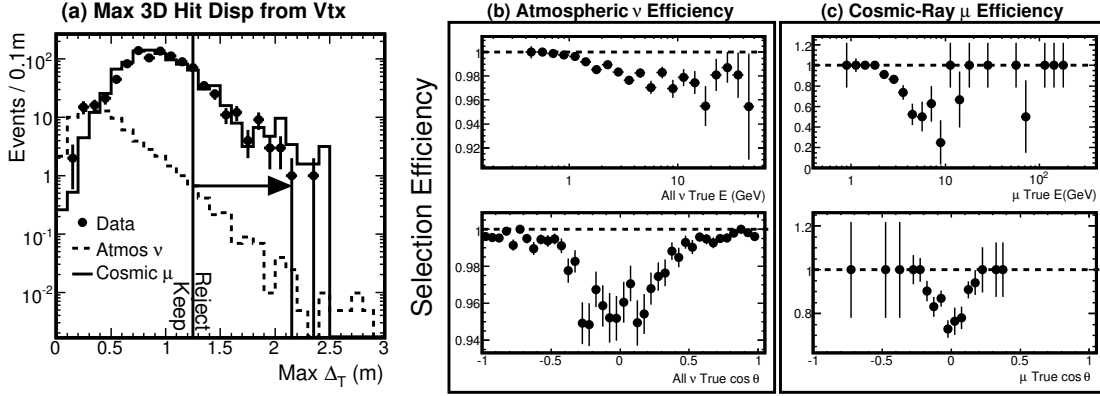 (a) Max 3D Hit Disp from Vtx
Events / 0.1m
10²
10
1
10⁻¹
10⁻²
Data
Atmos ν
Cosmic μ
Keep
Reject
0 0.5 1 1.5 2 2.5 3
Max Δ_T (m)
Selection Efficiency
(b) Atmospheric ν Efficiency
1
0.98
0.96
0.94
0.92
1 10
All ν True E (GeV)
1
0.98
0.96
0.94
-1 -0.5 0 0.5 1
All ν True cos θ
(c) Cosmic-Ray μ Efficiency
1.2
1
0.8
0.6
0.4
0.2
0
1 10 10²
μ True E(GeV)
1.2
1
0.8
-1 -0.5 0 0.5 1
μ True cos θ